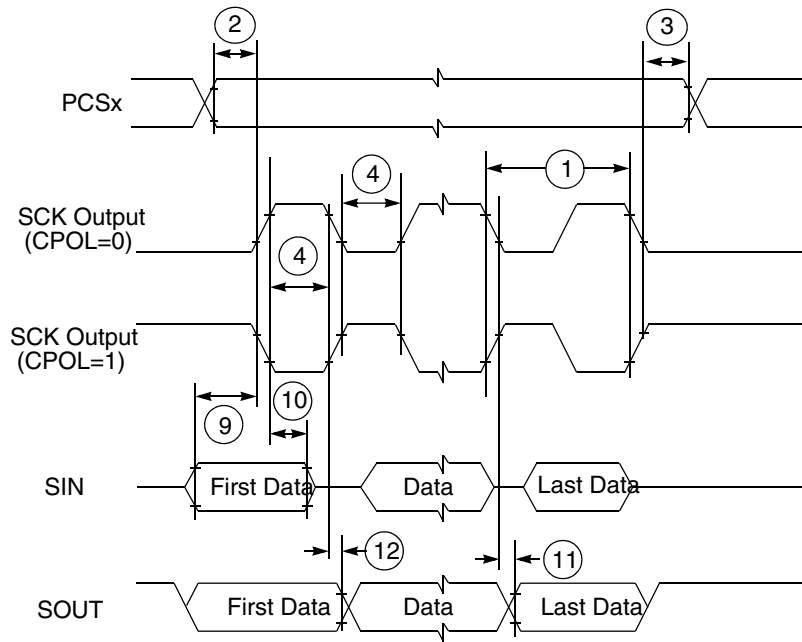 2
3
PCSx
4
1
SCK Output
(CPOL=0)
4
SCK Output
(CPOL=1)
9
10
SIN
First Data
Data
Last Data
12
11
SOUT
First Data
Data
Last Data